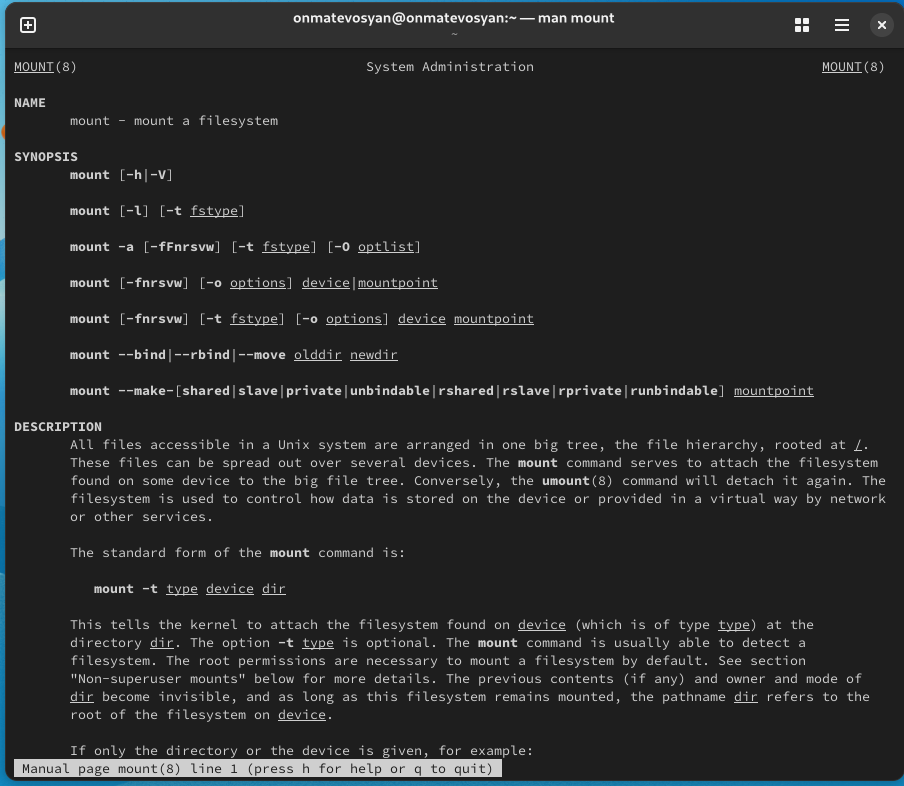 onmatevosyan@onmatevosyan:~ — man mount
~
MOUNT(8) System Administration MOUNT(8)
NAME
mount - mount a filesystem
SYNOPSIS
mount [-h|-V]
mount [-l] [-t fstype]
mount -a [-fFnrsvw] [-t fstype] [-O optlist]
mount [-fnrsvw] [-o options] device|mountpoint
mount [-fnrsvw] [-t fstype] [-o options] device mountpoint
mount --bind|--rbind|--move olddir newdir
mount --make-[shared|slave|private|unbindable|rshared|rslave|rprivate|runbindable] mountpoint
DESCRIPTION
All files accessible in a Unix system are arranged in one big tree, the file hierarchy, rooted at /.
These files can be spread out over several devices. The mount command serves to attach the filesystem
found on some device to the big file tree. Conversely, the umount(8) command will detach it again. The
filesystem is used to control how data is stored on the device or provided in a virtual way by network
or other services.
The standard form of the mount command is:
mount -t type device dir
This tells the kernel to attach the filesystem found on device (which is of type type) at the
directory dir. The option -t type is optional. The mount command is usually able to detect a
filesystem. The root permissions are necessary to mount a filesystem by default. See section
"Non-superuser mounts" below for more details. The previous contents (if any) and owner and mode of
dir become invisible, and as long as this filesystem remains mounted, the pathname dir refers to the
root of the filesystem on device.
If only the directory or the device is given, for example:
Manual page mount(8) line 1 (press h for help or q to quit)